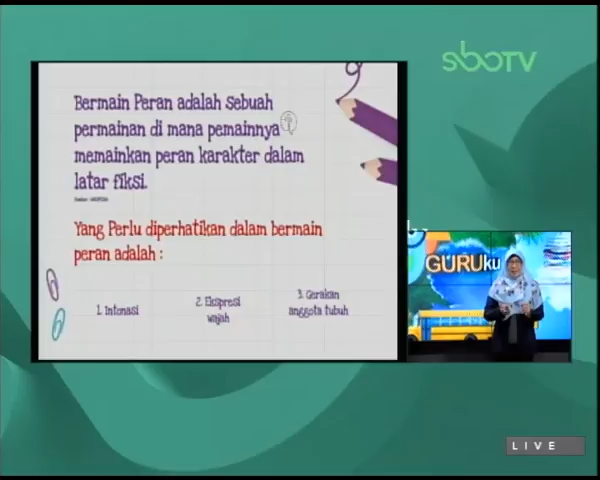 sboTV
Bermain Peran adalah sebuah
permainan di mana pemainnya
memainkan peran karakter dalam
latar fiksi.
Yang Perlu diperhatikan dalam bermain
peran adalah :
1. Intonasi
2. Ekspresi
wajah
3. Gerakan
anggota tubuh
GURUku
LIVE